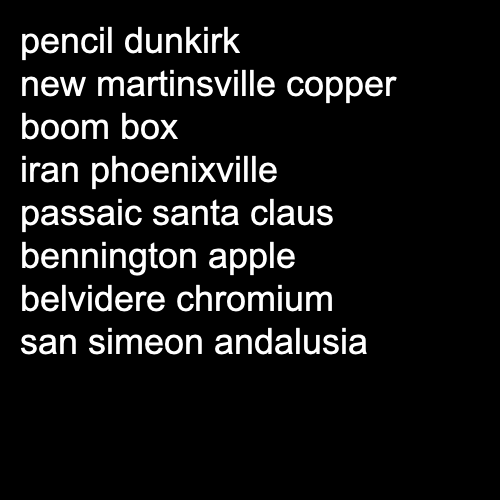 pencil dunkirk
new martinsville copper
boom box
iran phoenixville
passaic santa claus
bennington apple
belvidere chromium
san simeon andalusia